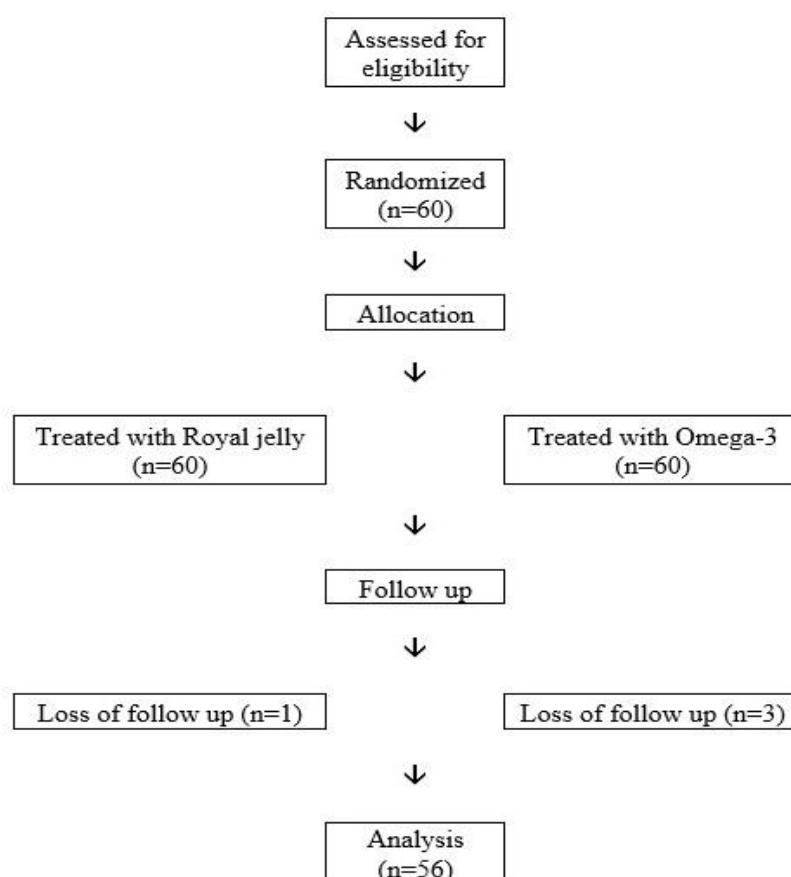 Assessed for
eligibility
Randomized
(n=60)
Allocation
Treated with Royal jelly
(n=60)
Treated with Omega-3
(n=60)
Follow up
Loss of follow up (n=1)
Loss of follow up (n=3)
Analysis
(n=56)